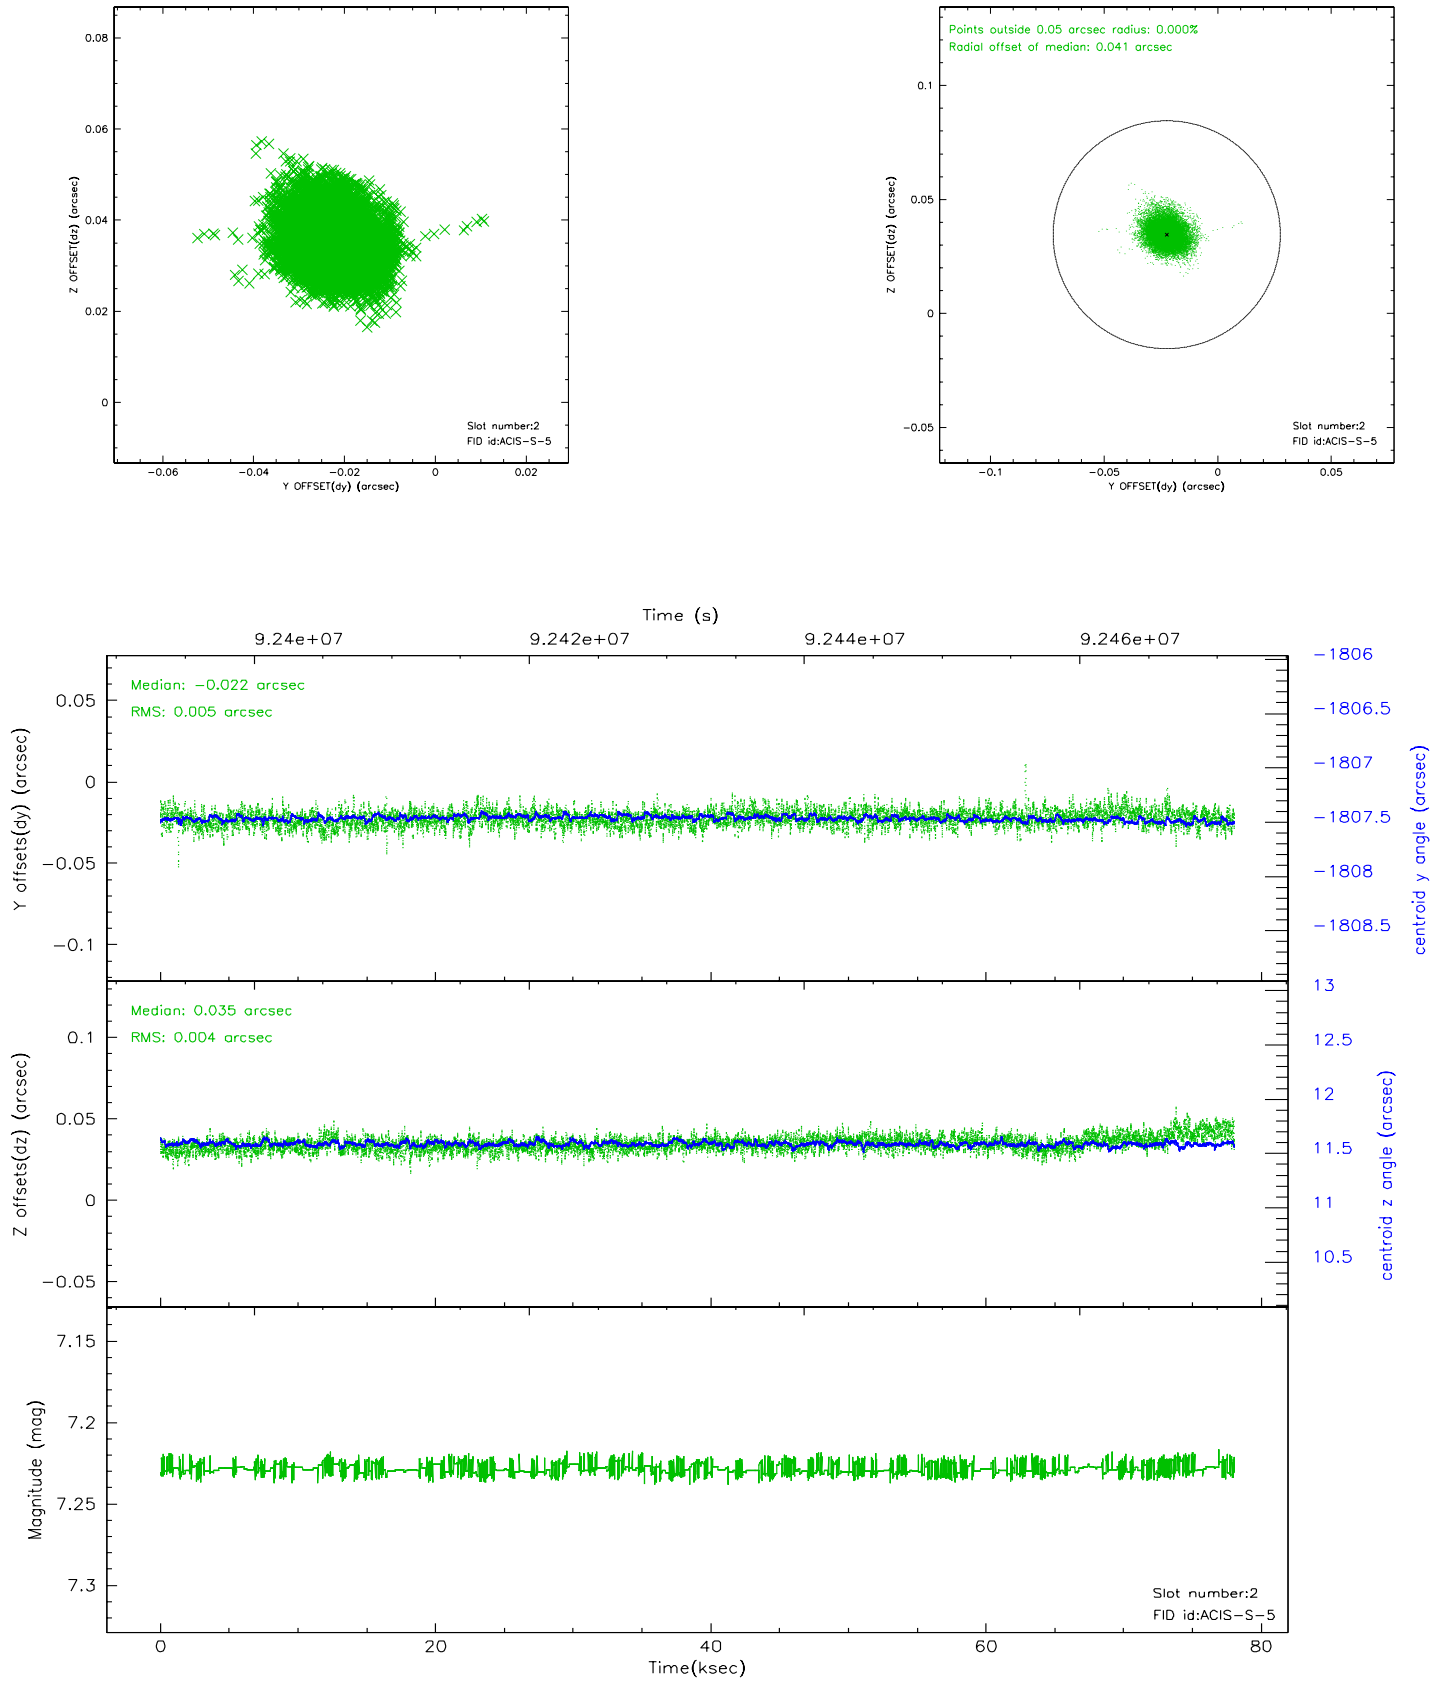 0.08
0.06
0.04
0.02
0
Z OFFSET(dz) (arcsec)
Slot number:2
FID id:ACIS-S-5
-0.06
-0.04
-0.02
0
0.02
Y OFFSET(dy) (arcsec)
Points outside 0.05 arcsec radius: 0.000%
Radial offset of median: 0.041 arcsec
0.1
0.05
0
-0.05
Z OFFSET(dz) (arcsec)
Slot number:2
FID id:ACIS-S-5
-0.1
-0.05
0
0.05
Y OFFSET(dy) (arcsec)
Time (s)
9.24e+07
9.242e+07
9.244e+07
9.246e+07
Median: -0.022 arcsec
RMS: 0.005 arcsec
0.05
0
-0.05
-0.1
Y offsets(dy) (arcsec)
-1806
-1806.5
-1807
-1807.5
-1808
-1808.5
centroid y angle (arcsec)
Median: 0.035 arcsec
RMS: 0.004 arcsec
0.1
0.05
0
-0.05
Z offsets(dz) (arcsec)
13
12.5
12
11.5
11
10.5
centroid z angle (arcsec)
7.15
7.2
7.25
7.3
Magnitude (mag)
Slot number:2
FID id:ACIS-S-5
0
20
40
60
80
Time(ksec)